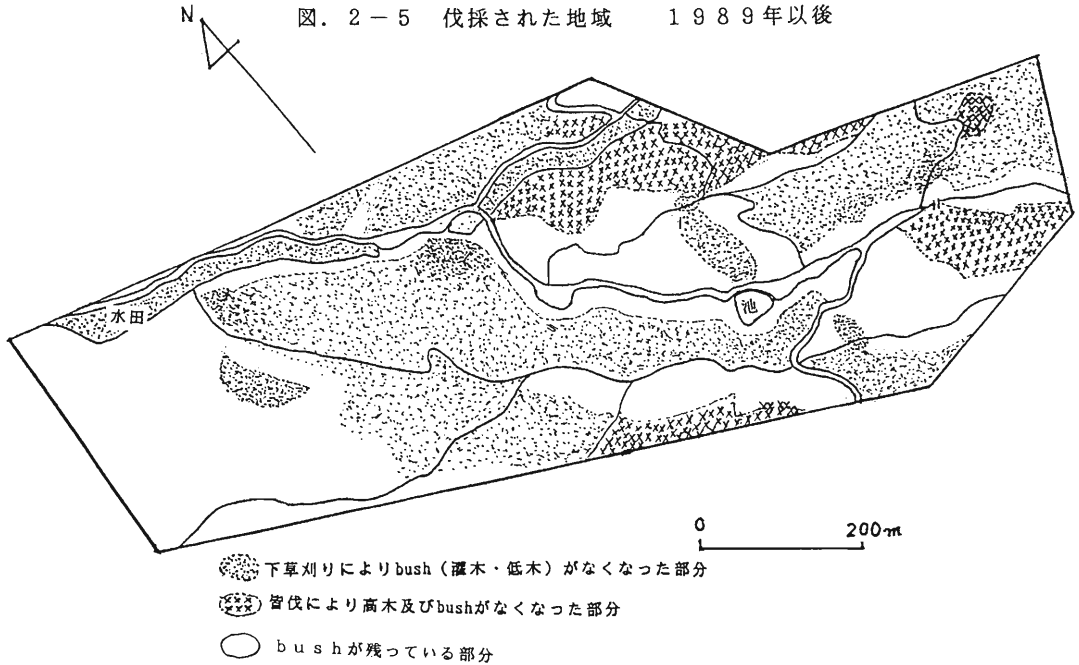 図．２－５　伐採された地域　　１９８９年以後
N
水田
池
0 200m
下草刈りによりbush（灌木・低木）がなくなった部分
皆伐により高木及びbushがなくなった部分
ｂｕｓｈが残っている部分